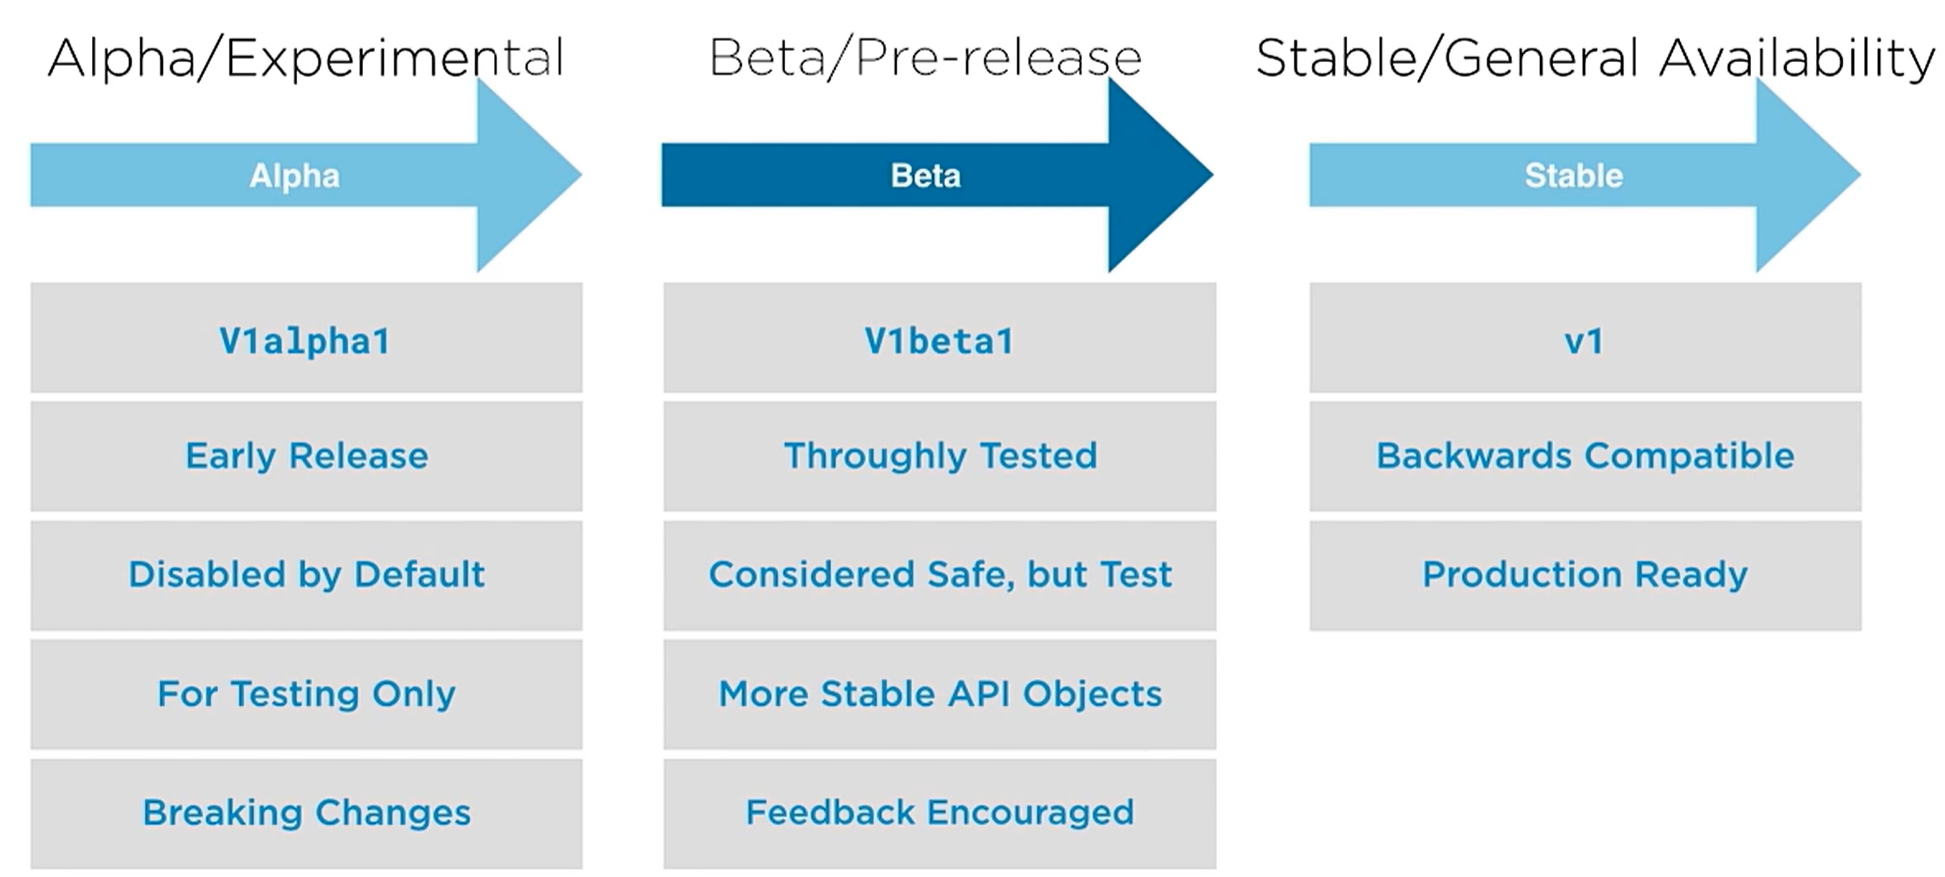 Alpha/Experimental
Alpha
V1alpha1
Early Release
Disabled by Default
For Testing Only
Breaking Changes
Beta/Pre-release
Beta
V1beta1
Throughly Tested
Considered Safe, but Test
More Stable API Objects
Feedback Encouraged
Stable/General Availability
Stable
v1
Backwards Compatible
Production Ready